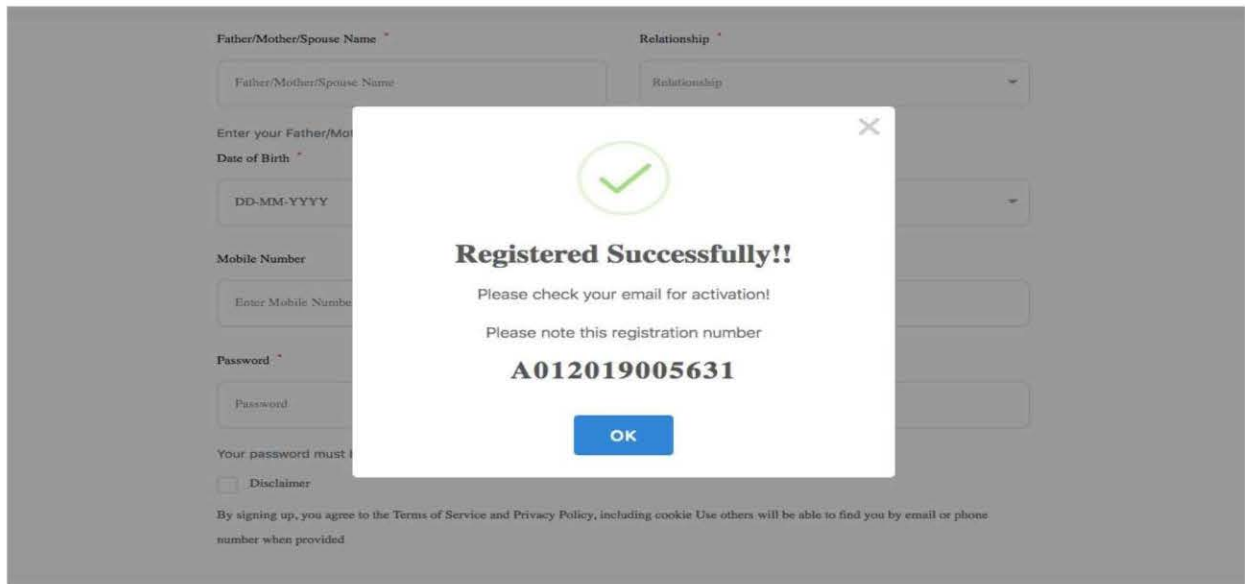 Father/Mother/Spouse Name * Relationship *
Father/Mother/Spouse Name Relationship
Enter your Father/Mot
Date of Birth *
DD-MM-YYYY
Registered Successfully!!
Mobile Number
Please check your email for activation!
Enter Mobile Numbe
Please note this registration number
Password *
A012019005631
Password
OK
Your password must
Disclaimer
By signing up, you agree to the Terms of Service and Privacy Policy, including cookie Use others will be able to find you by email or phone
number when provided